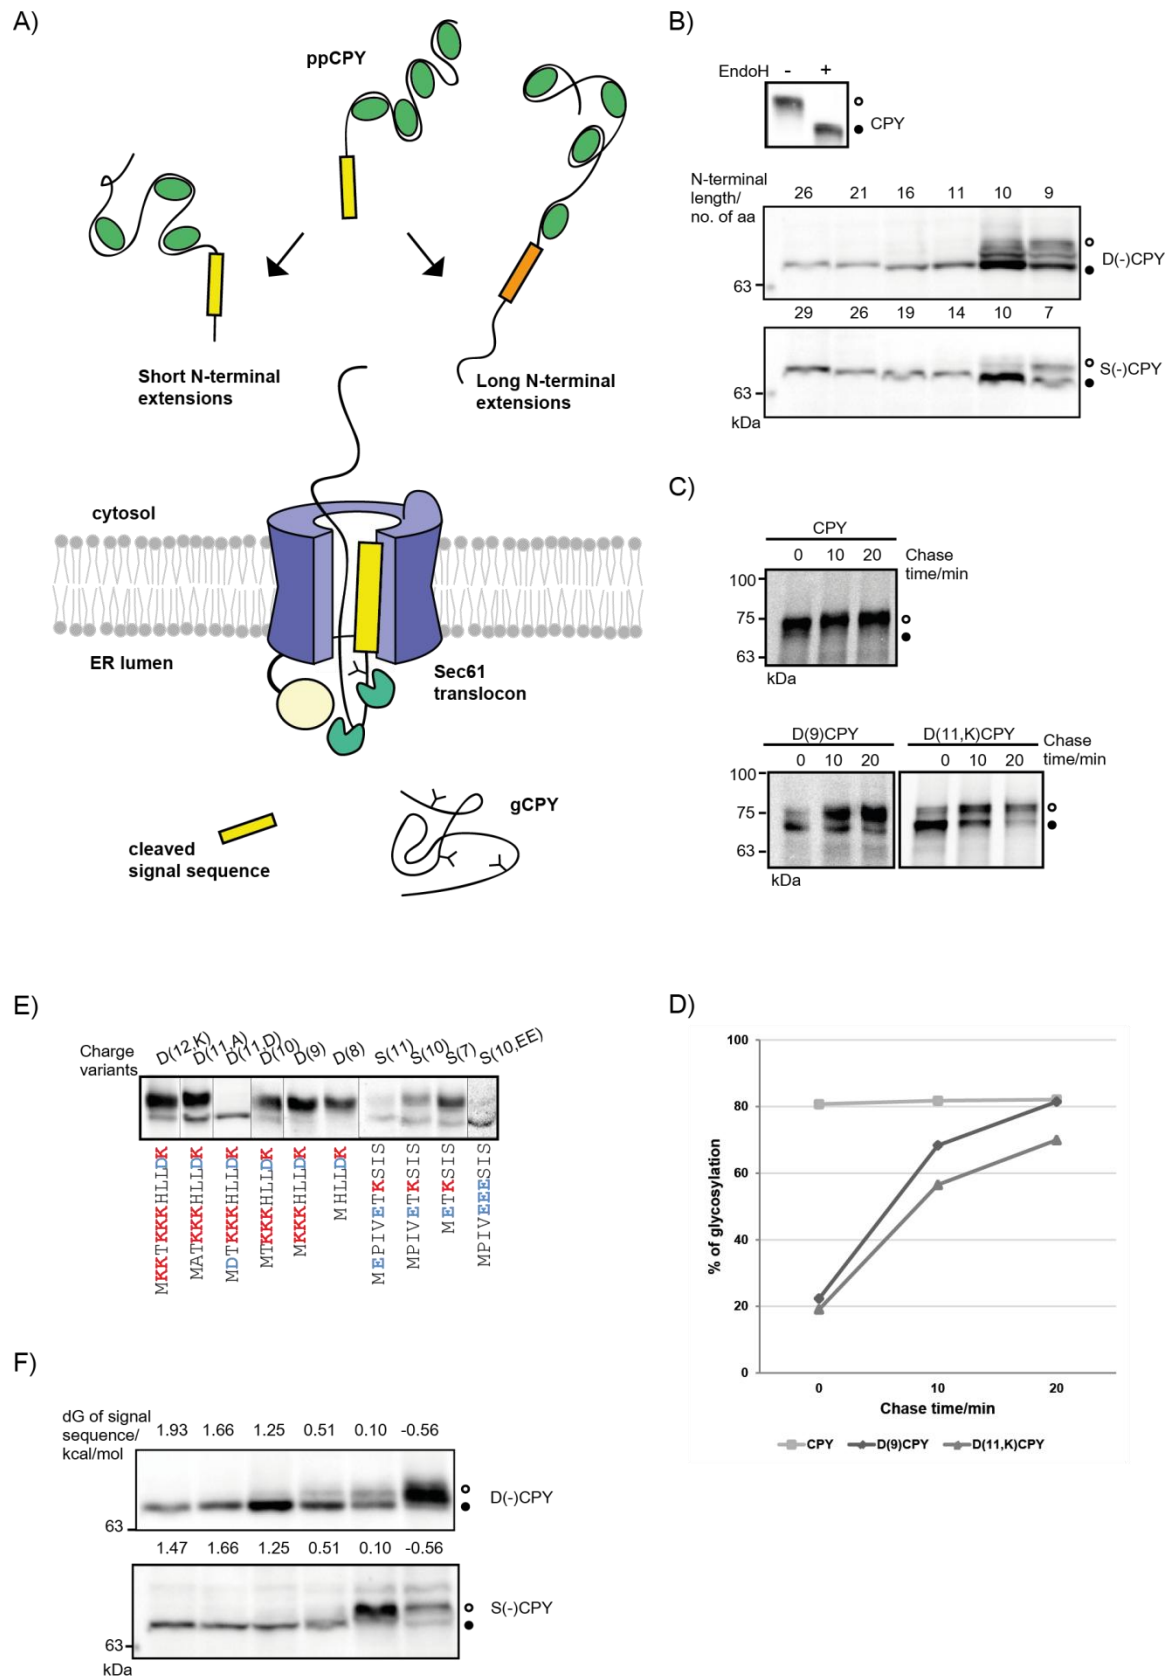 A)
ppCPY
Short N-terminal
extensions
Long N-terminal
extensions
cytosol
ER lumen
Sec61
translocon
gCPY
cleaved
signal sequence
B)
EndoH - +
CPY
N-terminal
length/
no. of aa
26 21 16 11 10 9
D(-)CPY
63
29 26 19 14 10 7
S(-)CPY
63
kDa
C)
CPY
0 10 20 Chase
time/min
100
75
63
kDa
D(9)CPY D(11,K)CPY
0 10 20 0 10 20 Chase
time/min
100
75
63
kDa
E)
Charge
variants
D(12,K) D(11,A) D(11,D) D(10) D(9) D(8) S(11) S(10) S(7) S(10,EE)
MKKTKKKHLLDK
MATKKKHLLDK
MDTKKKHLLDK
MTKKKHLLDK
MKKKHLLDK
MHLLDK
MEPIVETKSIS
MPIVETKSIS
METKSIS
MPIVEEESIS
D)
% of glycosylation
100
80
60
40
20
0
0 10 20
Chase time/min
CPY D(9)CPY D(11,K)CPY
F)
dG of signal
sequence/
kcal/mol
1.93 1.66 1.25 0.51 0.10 -0.56
D(-)CPY
63
1.47 1.66 1.25 0.51 0.10 -0.56
S(-)CPY
63
kDa